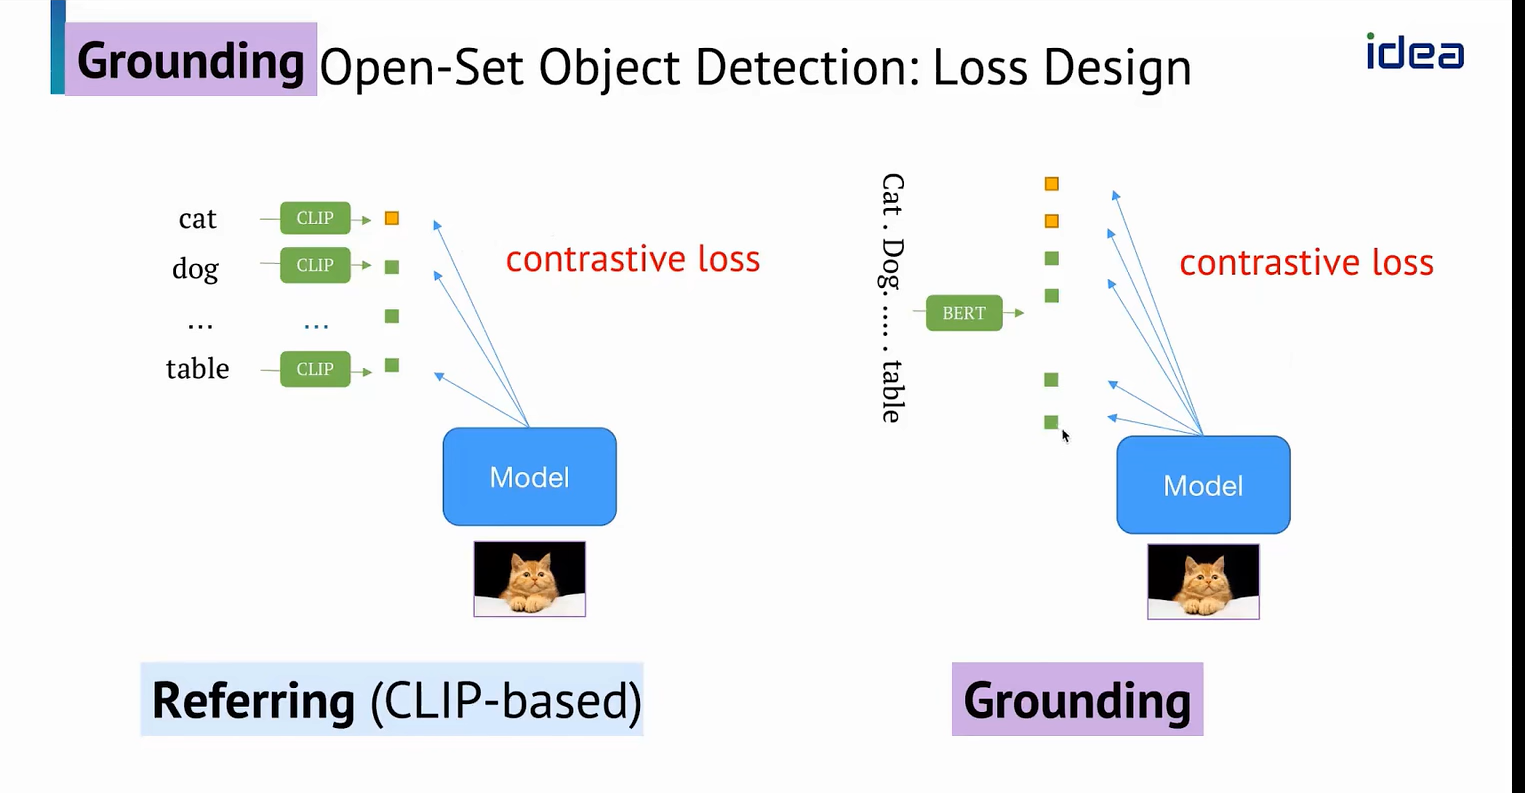 Grounding Open-Set Object Detection: Loss Design
idea
cat CLIP
dog CLIP
... ...
table CLIP
contrastive loss
Model
Referring (CLIP-based)
Cat . Dog. ..... . table
BERT
contrastive loss
Model
Grounding